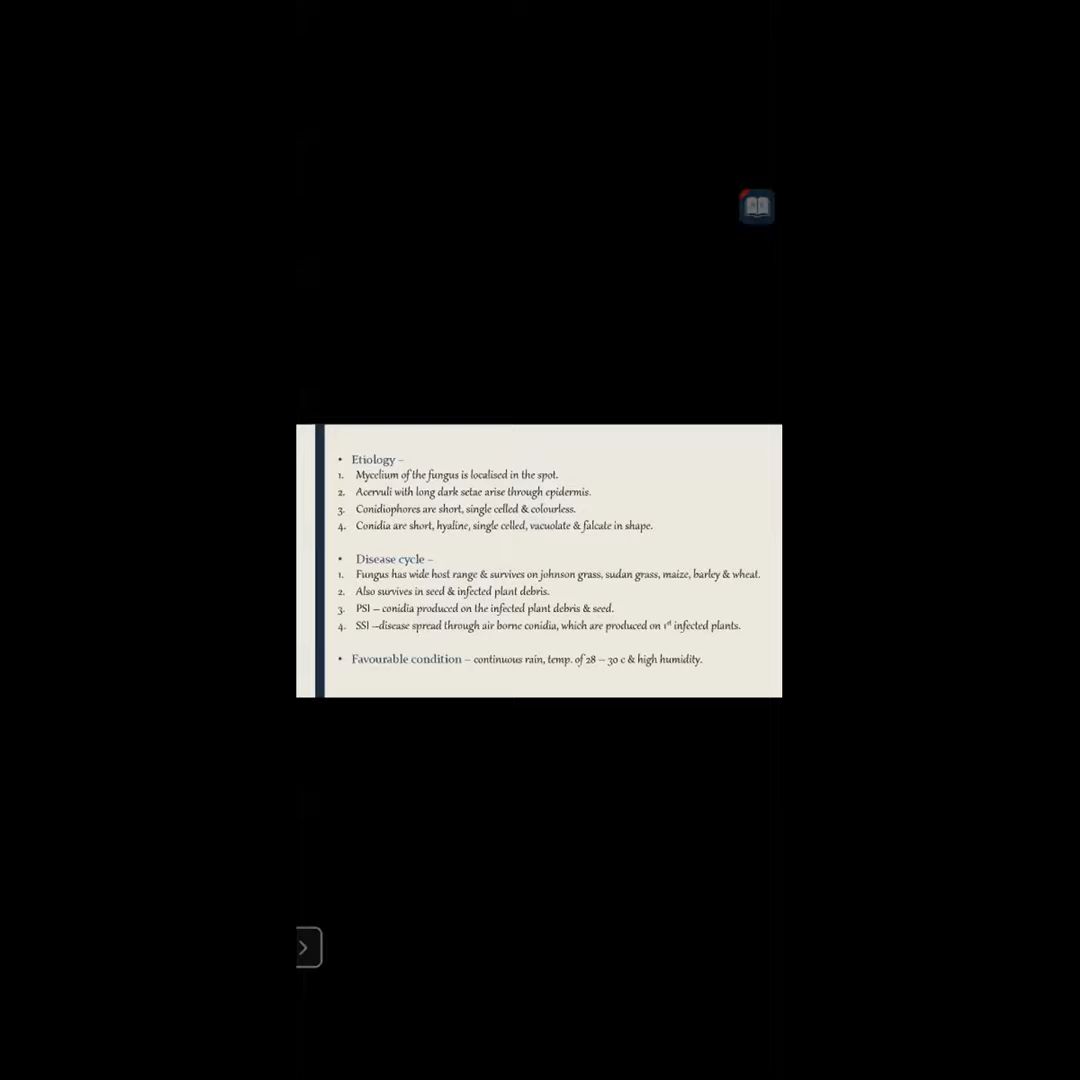 • Etiology –
1. Mycelium of the fungus is localised in the spot.
2. Acervuli with long dark setae arise through epidermis.
3. Conidiophores are short, single celled & colourless.
4. Conidia are short, hyaline, single celled, vacuolate & falcate in shape.
• Disease cycle –
1. Fungus has wide host range & survives on johnson grass, sudan grass, maize, barley & wheat.
2. Also survives in seed & infected plant debris.
3. PSI – conidia produced on the infected plant debris & seed.
4. SSI –disease spread through air borne conidia, which are produced on 1st infected plants.
• Favourable condition – continuous rain, temp. of 28 – 30 c & high humidity.